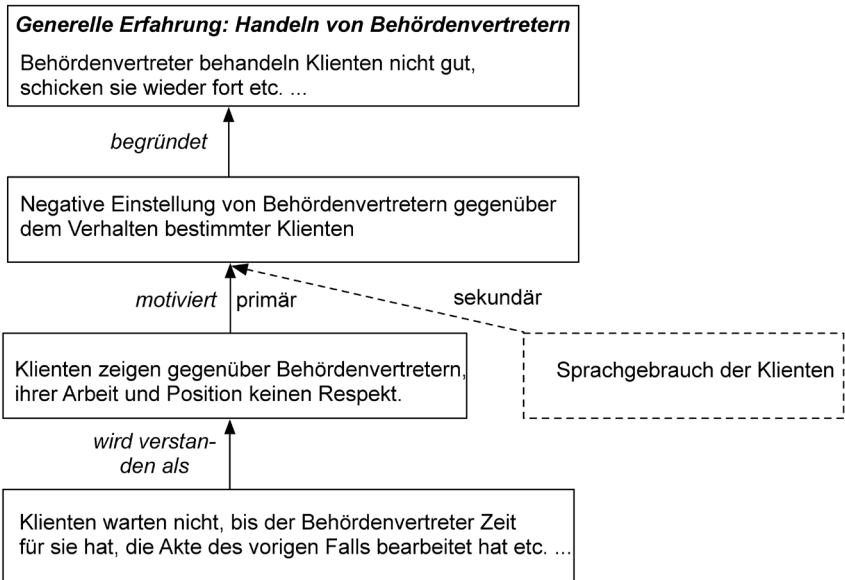 Generelle Erfahrung: Handeln von Behördenvertretern
Behördenvertreter behandeln Klienten nicht gut,
schicken sie wieder fort etc. ...
begründet
Negative Einstellung von Behördenvertretern gegenüber
dem Verhalten bestimmter Klienten
motiviert primär
sekundär
Klienten zeigen gegenüber Behördenvertretern,
ihrer Arbeit und Position keinen Respekt.
Sprachgebrauch der Klienten
wird verstan-
den als
Klienten warten nicht, bis der Behördenvertreter Zeit
für sie hat, die Akte des vorigen Falls bearbeitet hat etc. ...